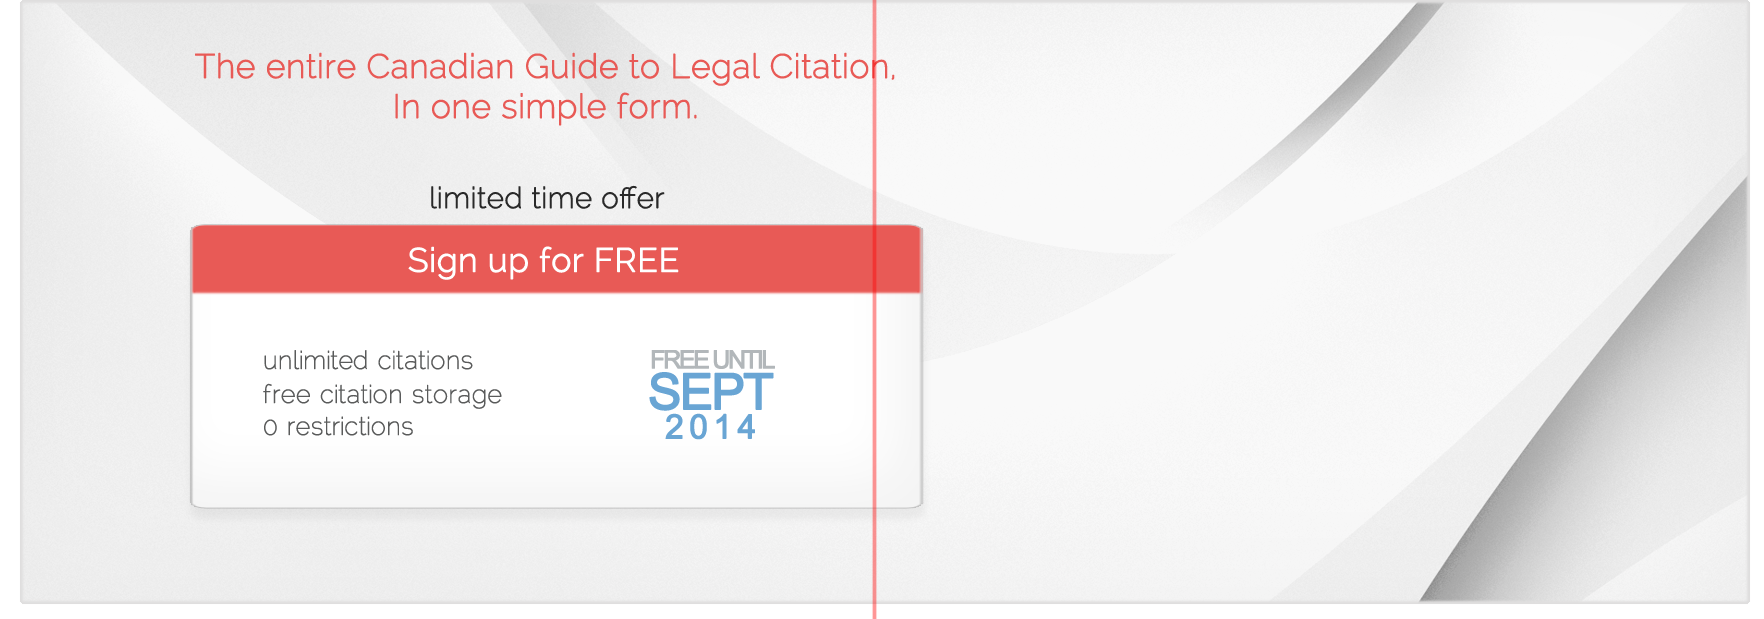 The entire Canadian Guide to Legal Citation,
In one simple form.
limited time offer
Sign up for FREE
unlimited citations
free citation storage
0 restrictions
FREE UNTIL
SEPT
2014